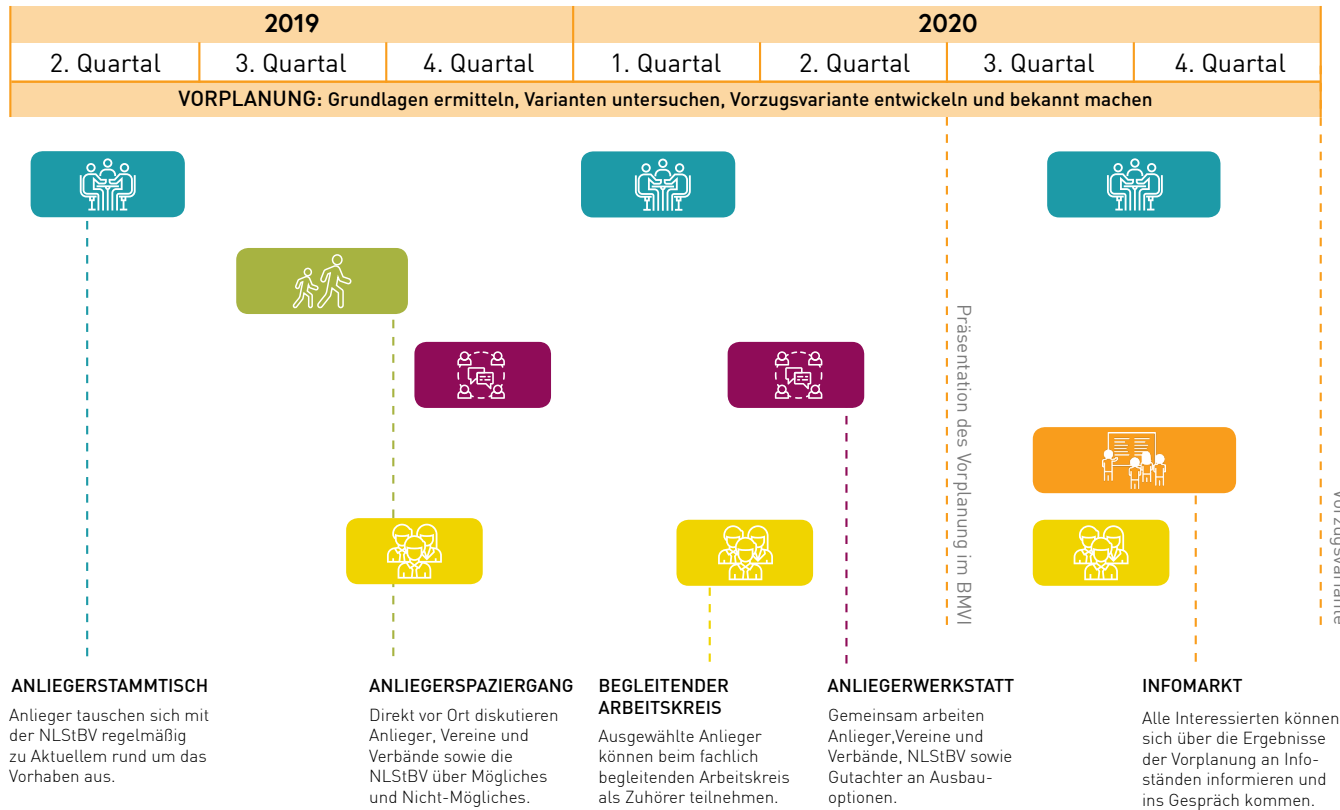 2019
2020
2. Quartal
3. Quartal
4. Quartal
1. Quartal
2. Quartal
3. Quartal
4. Quartal
VORPLANUNG: Grundlagen ermitteln, Varianten untersuchen, Vorzugsvariante entwickeln und bekannt machen
Präsentation des Vorplanung im BMVI
Vorzugsvariante
ANLIEGERSTAMMTISCH
Anlieger tauschen sich mit
der NLStBV regelmäßig
zu Aktuellem rund um das
Vorhaben aus.
ANLIEGERSPAZIERGANG
Direkt vor Ort diskutieren
Anlieger, Vereine und
Verbände sowie die
NLStBV über Mögliches
und Nicht-Mögliches.
BEGLEITENDER
ARBEITSKREIS
Ausgewählte Anlieger
können beim fachlich
begleitenden Arbeitskreis
als Zuhörer teilnehmen.
ANLIEGERWERKSTATT
Gemeinsam arbeiten
Anlieger,Vereine und
Verbände, NLStBV sowie
Gutachter an Ausbau-
optionen.
INFOMARKT
Alle Interessierten können
sich über die Ergebnisse
der Vorplanung an Info-
ständen informieren und
ins Gespräch kommen.